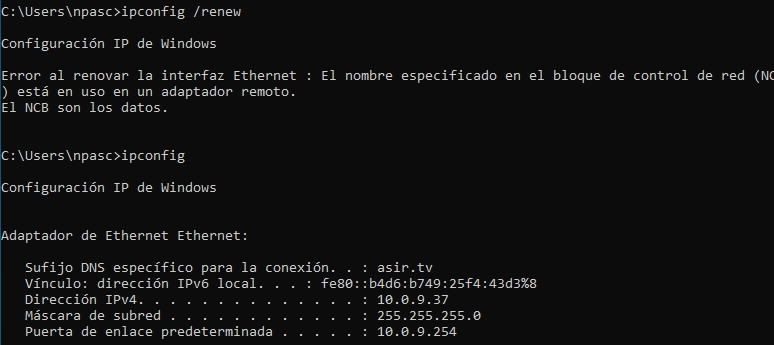 C:\Users\npasc>ipconfig /renew
Configuración IP de Windows
Error al renovar la interfaz Ethernet : El nombre especificado en el bloque de control de red (NC
) está en uso en un adaptador remoto.
El NCB son los datos.
C:\Users\npasc>ipconfig
Configuración IP de Windows
Adaptador de Ethernet Ethernet:
Sufijo DNS específico para la conexión. . : asir.tv
Vínculo: dirección IPv6 local. . . : fe80::b4d6:b749:25f4:43d3%8
Dirección IPv4. . . . . . . . . . . . . . : 10.0.9.37
Máscara de subred . . . . . . . . . . . . : 255.255.255.0
Puerta de enlace predeterminada . . . . . : 10.0.9.254